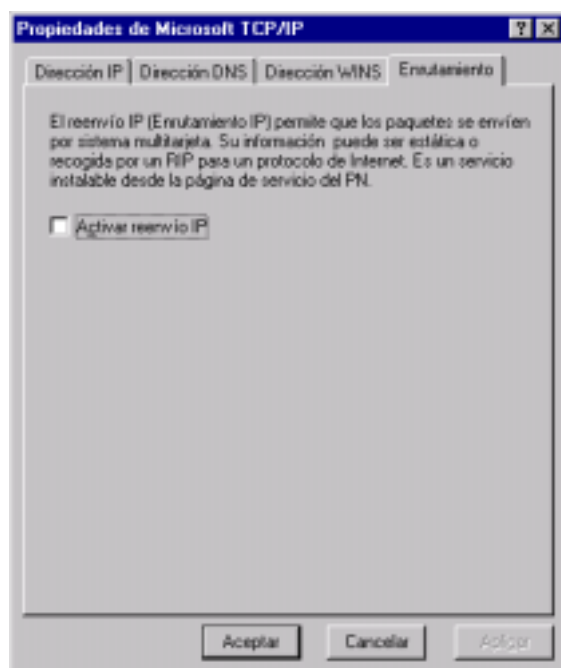 Propiedades de Microsoft TCP/IP
Dirección IP Dirección DNS Dirección WINS Enrutamiento
El reenvío IP (Enrutamiento IP) permite que los paquetes se envíen
por sistema multitarjeta. Su información puede ser estática o
recogida por un RIP para un protocolo de Internet. Es un servicio
instalable desde la página de servicio del PN.
Activar reenvío IP
Aceptar Cancelar Aplicar